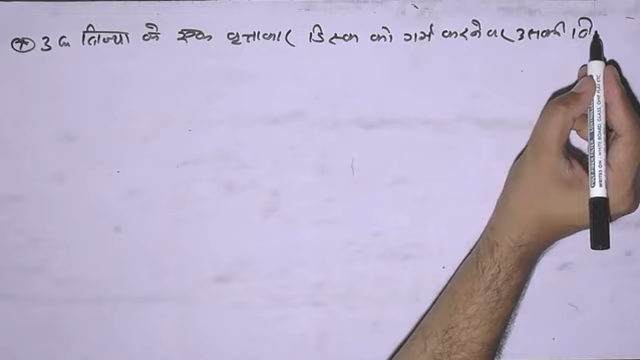 3 cm त्रिज्या के एक वृत्ताकार डिस्क को गर्म करने पर उसकी त्रि